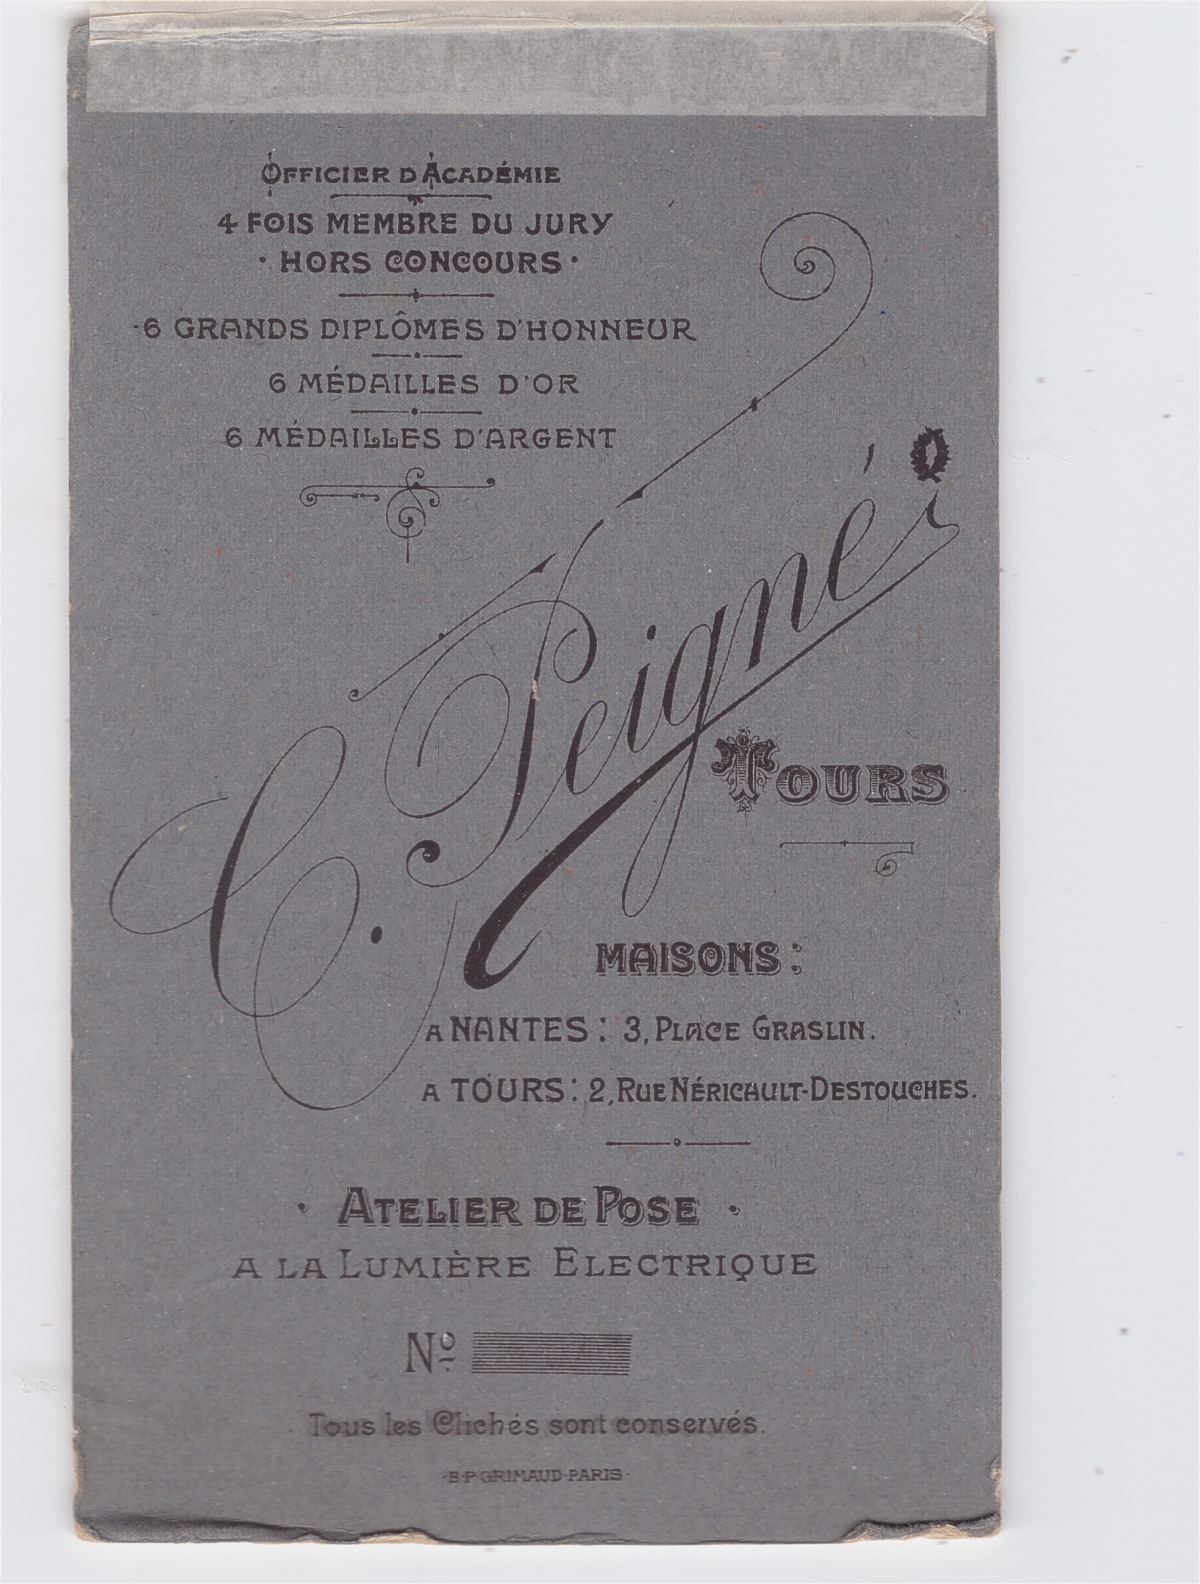 OFFICIER D'ACADÉMIE
4 FOIS MEMBRE DU JURY
· HORS CONCOURS ·
6 GRANDS DIPLÔMES D'HONNEUR
6 MÉDAILLES D'OR
6 MÉDAILLES D'ARGENT
C. Peigné
TOURS
MAISONS :
A NANTES : 3, PLACE GRASLIN.
A TOURS : 2, RUE NÉRICAULT-DESTOUCHES.
· ATELIER DE POSE ·
A LA LUMIÈRE ELECTRIQUE
Nº
Tous les Clichés sont conservés.
·B·P·GRIMAUD·PARIS·